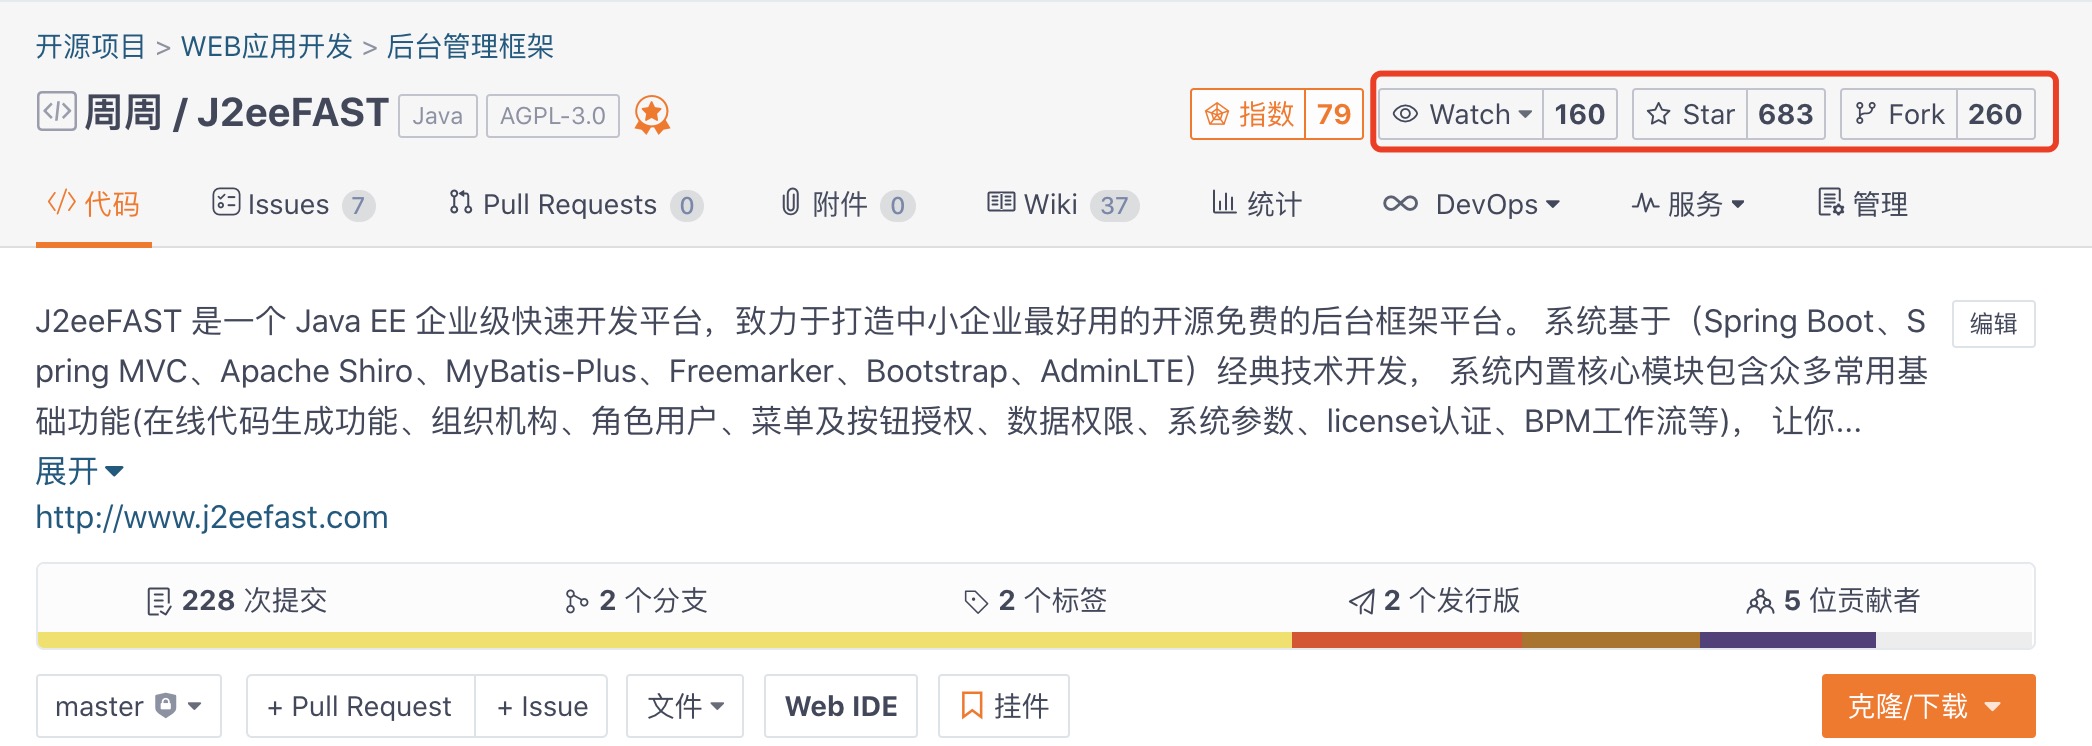 开源项目 > WEB应用开发 > 后台管理框架
周周 / J2eeFAST Java AGPL-3.0 指数 79 Watch 160 Star 683 Fork 260
代码 Issues 7 Pull Requests 0 附件 0 Wiki 37 统计 DevOps 服务 管理
J2eeFAST 是一个 Java EE 企业级快速开发平台，致力于打造中小企业最好用的开源免费的后台框架平台。 系统基于（Spring Boot、S 编辑
pring MVC、Apache Shiro、MyBatis-Plus、Freemarker、Bootstrap、AdminLTE）经典技术开发， 系统内置核心模块包含众多常用基
础功能(在线代码生成功能、组织机构、角色用户、菜单及按钮授权、数据权限、系统参数、license认证、BPM工作流等)， 让你...
展开
http://www.j2eefast.com
228 次提交 2 个分支 2 个标签 2 个发行版 5 位贡献者
master + Pull Request + Issue 文件 Web IDE 挂件 克隆/下载